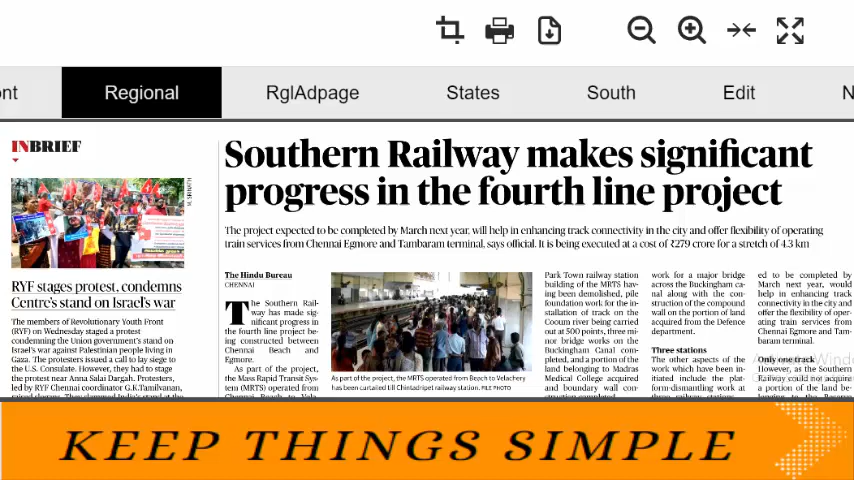 nt
Regional
RglAdpage
States
South
Edit
N
INBRIEF
RYF stages protest, condemns
Centre's stand on Israel's war
The members of Revolutionary Youth Front
(RYF) on Wednesday staged a protest
condemning the Union government's stand on
Israel's war against Palestinian people living in
Gaza. The protesters issued a call to lay siege to
the U.S. Consulate. However, they had to stage
the protest near Anna Salai Dargah. Protesters,
led by RYF Chennai Coordinator G.K.Tamilvanan,
Southern Railway makes significant
progress in the fourth line project
The project expected to be completed by March next year, will help in enhancing track connectivity in the city and offer flexibility of operating
train services from Chennai Egmore and Tambaram terminal, says official. It is being executed at a cost of ₹279 crore for a stretch of 4.3 km
The Hindu Bureau
CHENNAI
The Southern Rail-
way has made sig-
nificant progress in
the fourth line project be-
ing constructed between
Chennai Beach and
Egmore.
As part of the project,
the Mass Rapid Transit Sys-
tem (MRTS) operated from
As part of the project, the MRTS operated from Beach to Velachery
has been curtailed till Chintadripet railway station. FILE PHOTO
Park Town railway station
building of the MRTS hav-
ing been demolished, pile
foundation work for the in-
stallation of track on the
Cooum river being carried
out at 500 points, three mi-
nor bridge works on the
Buckingham Canal com-
pleted, and a portion of the
land belonging to Madras
Medical College acquired
and boundary wall con-
struction completed.
work for a major bridge
across the Buckingham ca-
nal along with the con-
struction of the compound
wall on the portion of land
acquired from the Defence
department.
Three stations
The other aspects of the
work which have been in-
itiated include the plat-
form-dismantling work at
three railway stations
ed to be completed by
March next year, would
help in enhancing track
connectivity in the city and
offer the flexibility of oper-
ating train services from
Chennai Egmore and Tam-
baram terminal.
Only one track
However, as the Southern
Railway could not acquire
a portion of the land be-
longing to the Reserve
KEEP THINGS SIMPLE